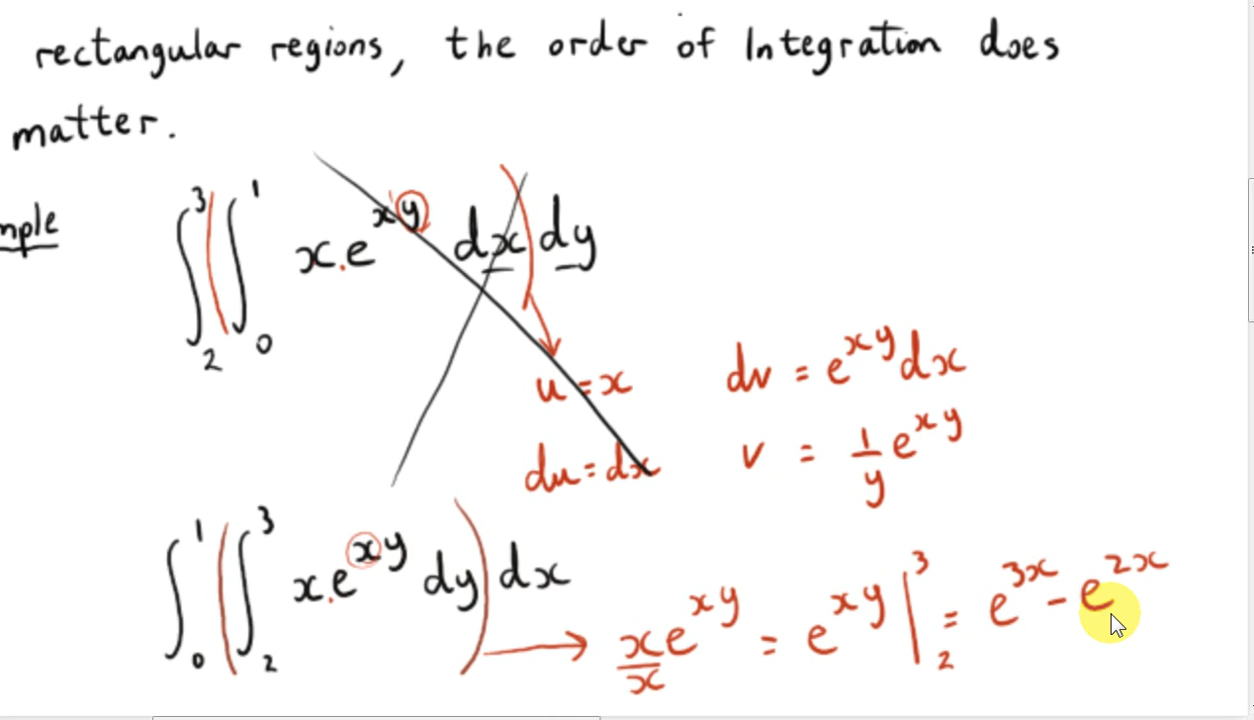 rectangular regions, the order of Integration does
matter.
mple
∫₂³ (∫₀¹ x.e^{xy} dx) dy
u = x dv = e^{xy}dx
du = dx v = 1/y e^{xy}
∫₀¹ (∫₂³ x.e^{xy} dy) dx → x/x e^{xy} = e^{xy} |₂³ = e^{3x} - e^{2x}